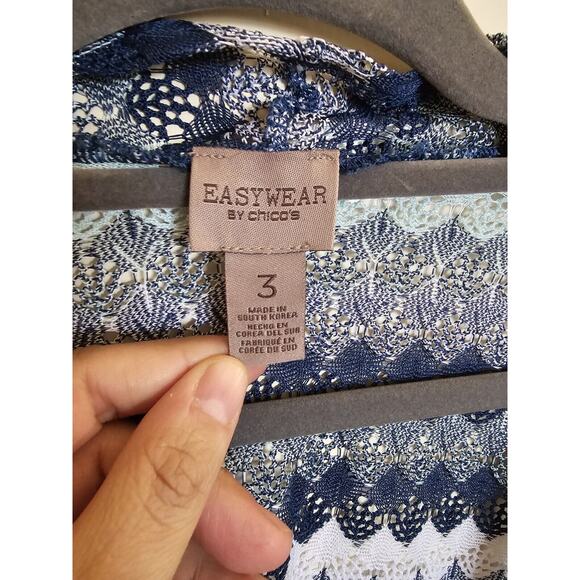 EASYWEAR
BY chico's
3
MADE IN
SOUTH KOREA
HECHO EN
COREA DEL SUR
FABRIQUÉ EN
CORÉE DU SUD